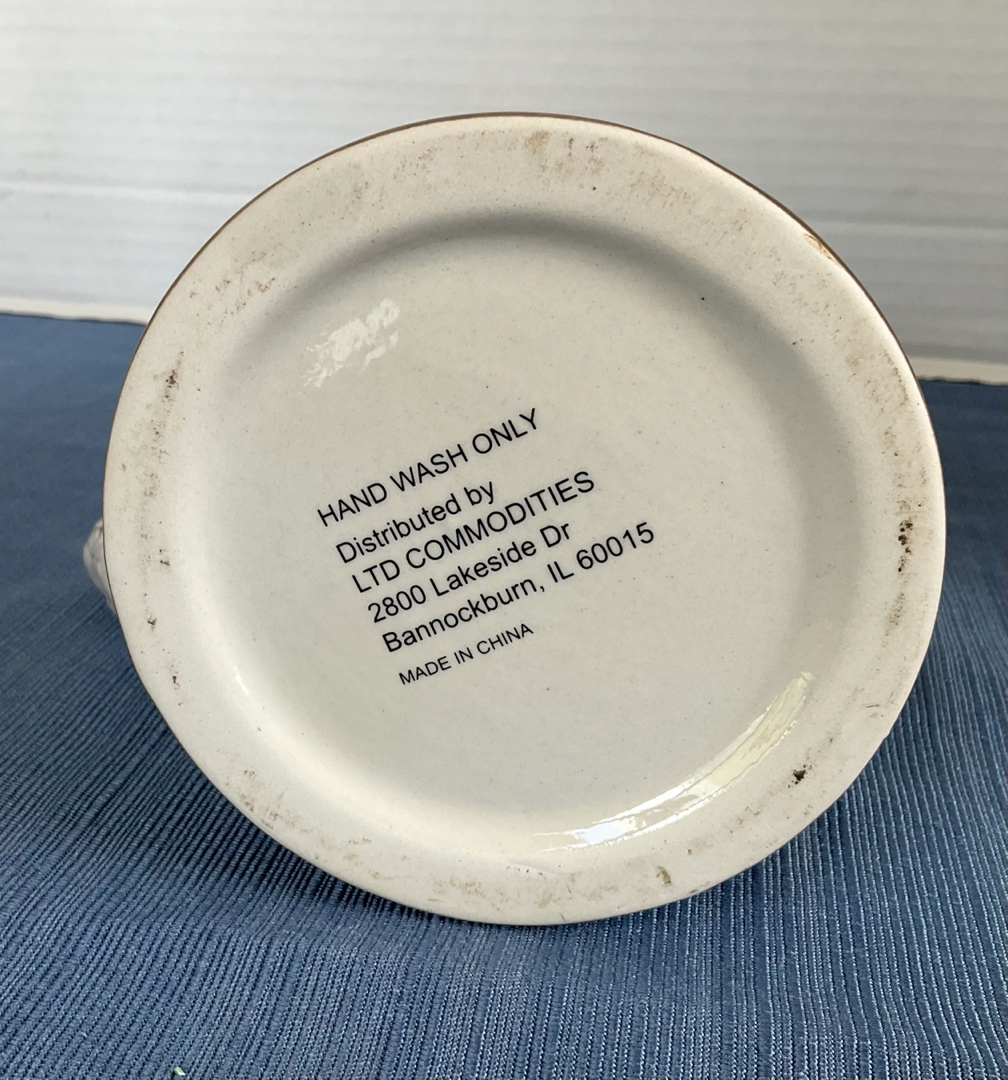 HAND WASH ONLY
Distributed by
LTD COMMODITIES
2800 Lakeside Dr
Bannockburn, IL 60015
MADE IN CHINA